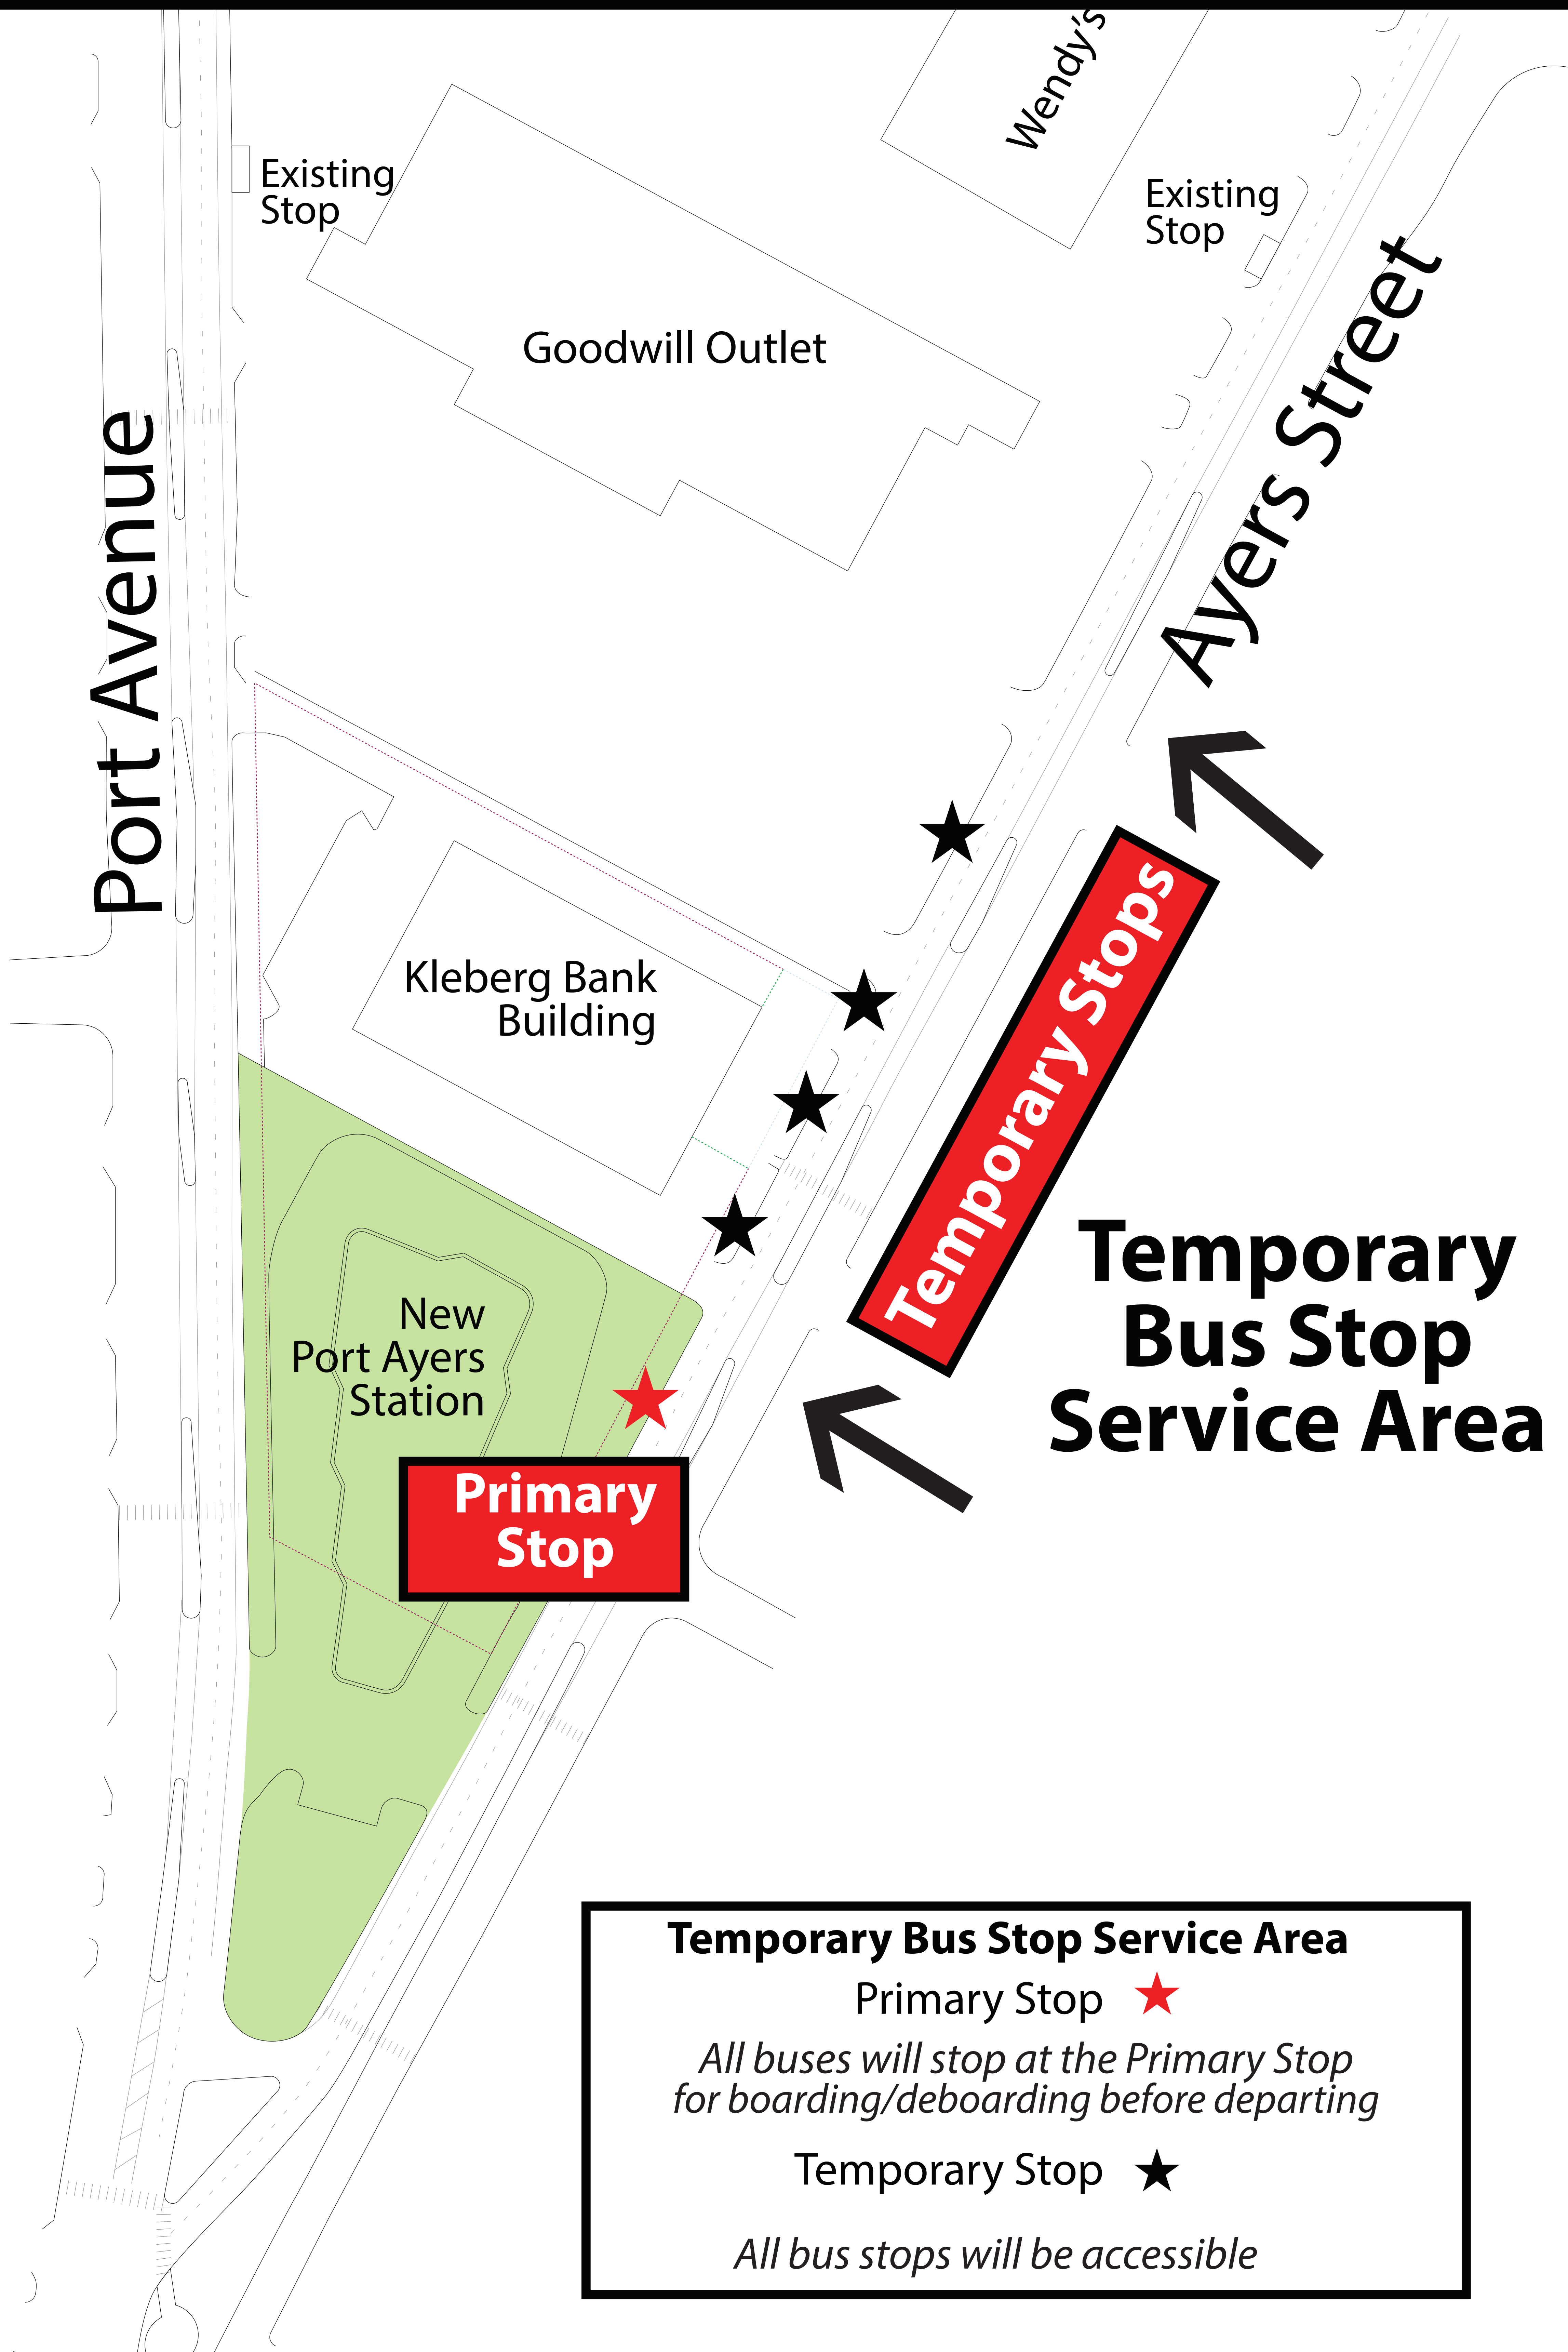 Wendy's
Existing
Stop
Existing
Stop
Goodwill Outlet
Port Avenue
Ayers Street
Kleberg Bank
Building
Temporary Stops
Temporary
Bus Stop
Service Area
New
Port Ayers
Station
Primary
Stop
Temporary Bus Stop Service Area
Primary Stop
All buses will stop at the Primary Stop
for boarding/deboarding before departing
Temporary Stop
All bus stops will be accessible